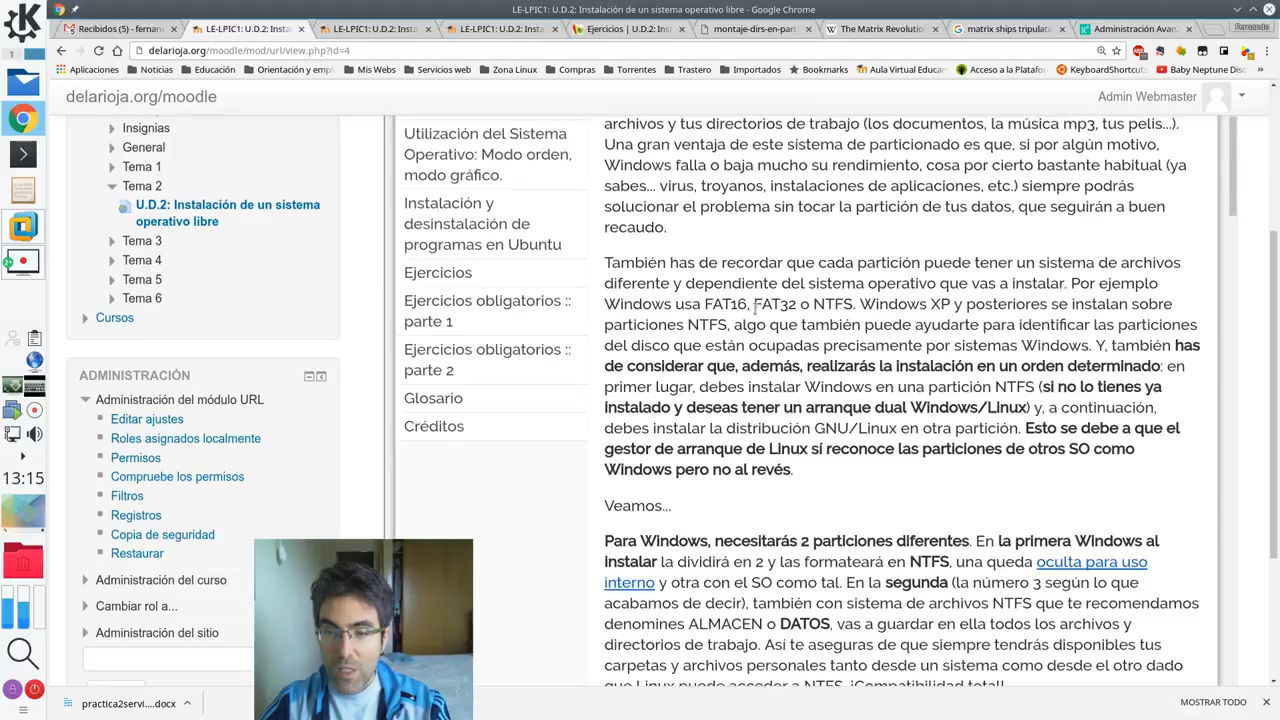 LE-LPIC1: U.D.2: Instalación de un sistema operativo libre - Google Chrome
Recibidos (5) - fernan
LE-LPIC1: U.D.2: Insta
LE-LPIC1: U.D.2: Insta
LE-LPIC1: U.D.2: Insta
Ejercicios | U.D.2: Ins
montaje-dirs-en-part
The Matrix Revolution
matrix ships tripulat
Administración Avan
Fernando
delarioja.org/moodle/mod/url/view.php?id=4
Aplicaciones
Noticias
Educación
Orientación y empl
Mis Webs
Servicios web
Zona Linux
Compras
Torrentes
Trastero
Importados
Bookmarks
Aula Virtual Educa
Acceso a la Platafor
KeyboardShortcuts
Baby Neptune Disc
delarioja.org/moodle
Admin Webmaster
Insignias
General
Tema 1
Tema 2
U.D.2: Instalación de un sistema
operativo libre
Tema 3
Tema 4
Tema 5
Tema 6
Cursos
ADMINISTRACIÓN
Administración del módulo URL
Editar ajustes
Roles asignados localmente
Permisos
Compruebe los permisos
Filtros
Registros
Copia de seguridad
Restaurar
Administración del curso
Cambiar rol a...
Administración del sitio
Utilización del Sistema
Operativo: Modo orden,
modo gráfico.
Instalación y
desinstalación de
programas en Ubuntu
Ejercicios
Ejercicios obligatorios ::
parte 1
Ejercicios obligatorios ::
parte 2
Glosario
Créditos
archivos y tus directorios de trabajo (los documentos, la música mp3, tus pelis...).
Una gran ventaja de este sistema de particionado es que, si por algún motivo,
Windows falla o baja mucho su rendimiento, cosa por cierto bastante habitual (ya
sabes... virus, troyanos, instalaciones de aplicaciones, etc.) siempre podrás
solucionar el problema sin tocar la partición de tus datos, que seguirán a buen
recaudo.
También has de recordar que cada partición puede tener un sistema de archivos
diferente y dependiente del sistema operativo que vas a instalar. Por ejemplo
Windows usa FAT16, FAT32 o NTFS. Windows XP y posteriores se instalan sobre
particiones NTFS, algo que también puede ayudarte para identificar las particiones
del disco que están ocupadas precisamente por sistemas Windows. Y, también has
de considerar que, además, realizarás la instalación en un orden determinado: en
primer lugar, debes instalar Windows en una partición NTFS (si no lo tienes ya
instalado y deseas tener un arranque dual Windows/Linux) y, a continuación,
debes instalar la distribución GNU/Linux en otra partición. Esto se debe a que el
gestor de arranque de Linux sí reconoce las particiones de otros SO como
Windows pero no al revés.
Veamos...
Para Windows, necesitarás 2 particiones diferentes. En la primera Windows al
instalar la dividirá en 2 y las formateará en NTFS, una queda oculta para uso
interno y otra con el SO como tal. En la segunda (la número 3 según lo que
acabamos de decir), también con sistema de archivos NTFS que te recomendamos
denomines ALMACEN o DATOS, vas a guardar en ella todos los archivos y
directorios de trabajo. Así te aseguras de que siempre tendrás disponibles tus
carpetas y archivos personales tanto desde un sistema como desde el otro dado
que Linux puede acceder a NTFS. ¡Compatibilidad total!
1
2+
13:15
practica2servi....docx
MOSTRAR TODO